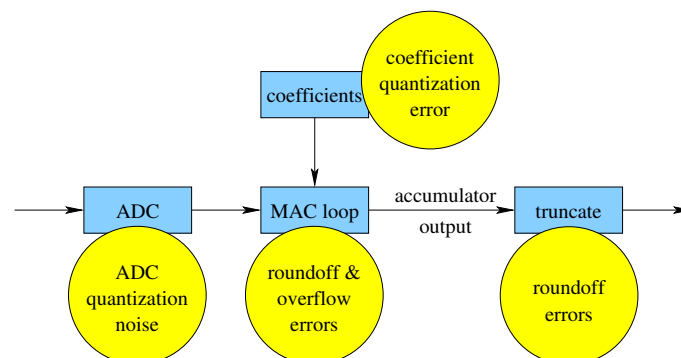 coefficient
quantization
error
coefficients
accumulator
output
ADC
MAC loop
truncate
ADC
quantization
noise
roundoff &
overflow
errors
roundoff
errors